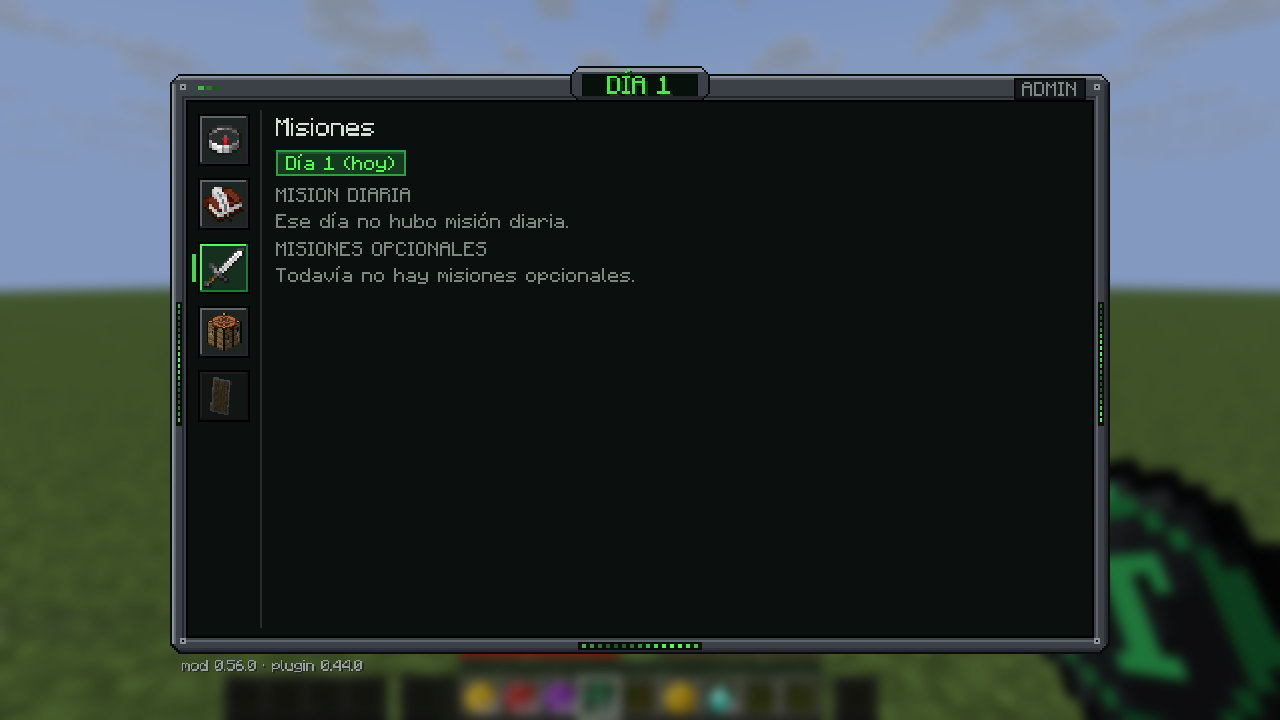 DÍA 1
ADMIN
Misiones
Día 1 (hoy)
MISION DIARIA
Ese día no hubo misión diaria.
MISIONES OPCIONALES
Todavía no hay misiones opcionales.
mod 0.56.0 · plugin 0.44.0